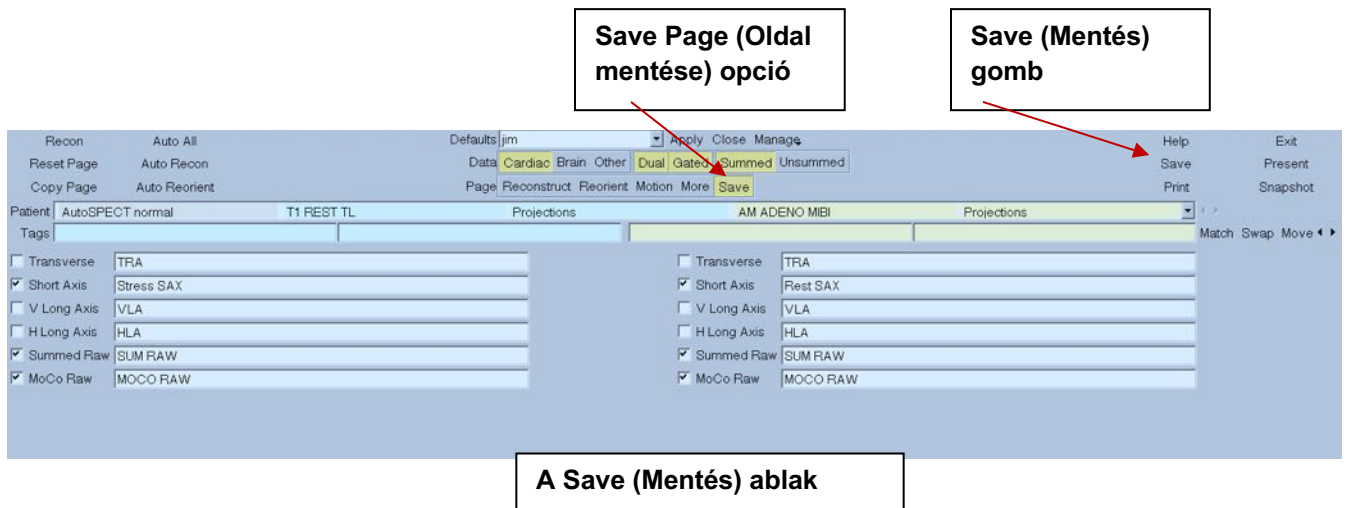 Save Page (Oldal
mentése) opció
Save (Mentés)
gomb
Recon Auto All Defaults jim Apply Close Manage Help Exit
Reset Page Auto Recon Data Cardiac Brain Other Dual Gated Summed Unsummed Save Present
Copy Page Auto Reorient Page Reconstruct Reorient Motion More Save Print Snapshot
Patient AutoSPECT normal T1 REST TL Projections AM ADENO MIBI Projections
Tags Match Swap Move
Transverse TRA Transverse TRA
Short Axis Stress SAX Short Axis Rest SAX
V Long Axis VLA V Long Axis VLA
H Long Axis HLA H Long Axis HLA
Summed Raw SUM RAW Summed Raw SUM RAW
MoCo Raw MOCO RAW MoCo Raw MOCO RAW
A Save (Mentés) ablak